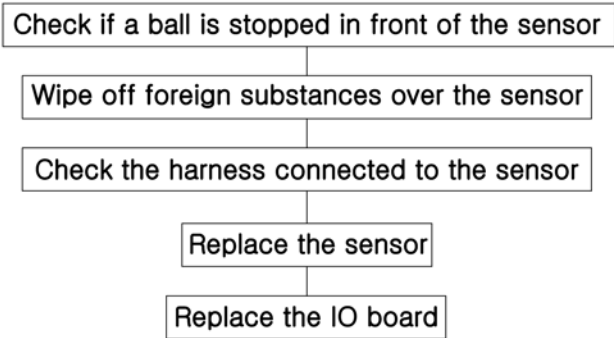 Check if a ball is stopped in front of the sensor
Wipe off foreign substances over the sensor
Check the harness connected to the sensor
Replace the sensor
Replace the IO board